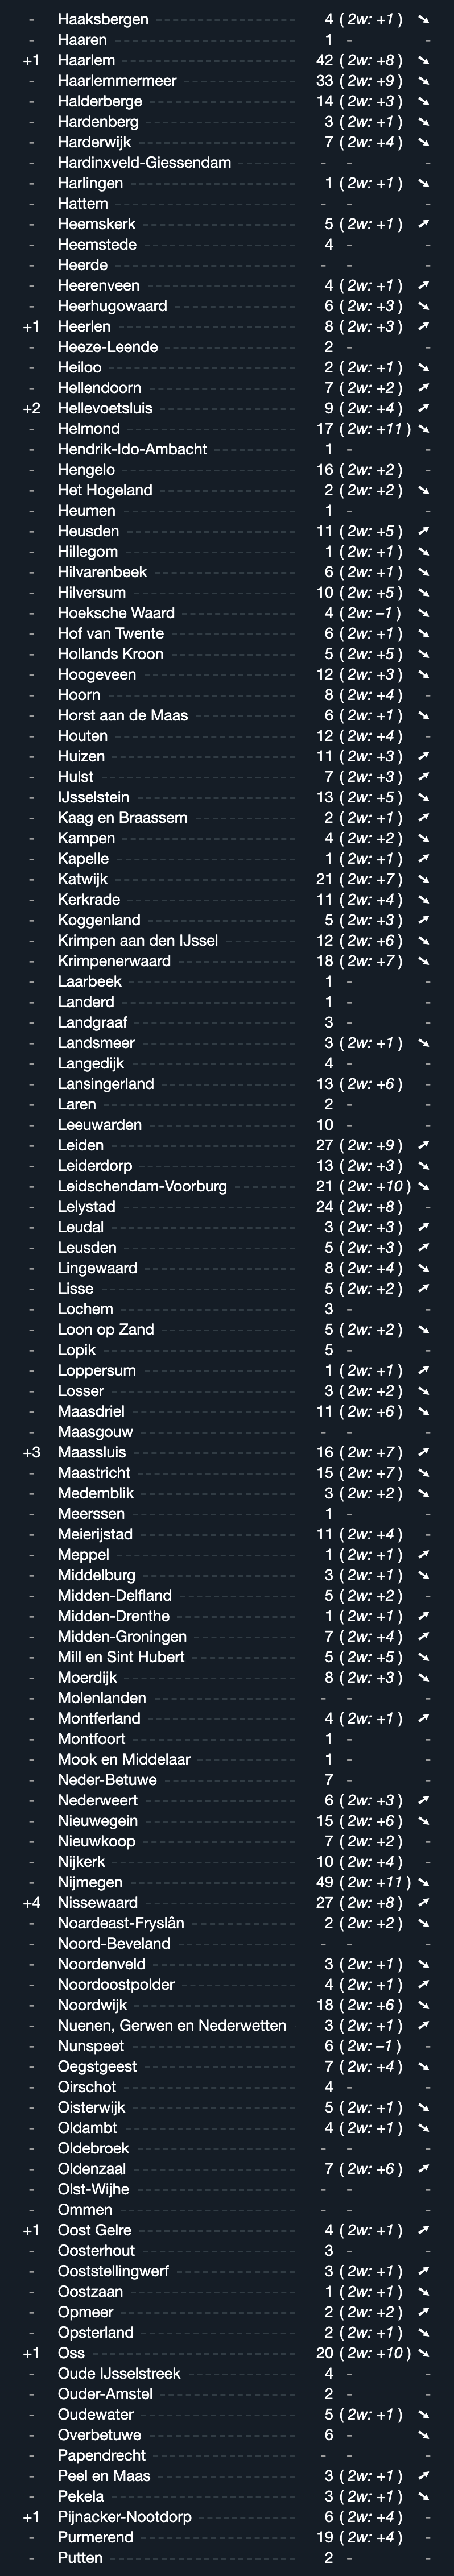 - Haaksbergen 4 (2w: +1) ➘
- Haaren 1 - -
+1 Haarlem 42 (2w: +8) ➘
- Haarlemmermeer 33 (2w: +9) ➘
- Halderberge 14 (2w: +3) ➘
- Hardenberg 3 (2w: +1) ➘
- Harderwijk 7 (2w: +4) ➘
- Hardinxveld-Giessendam - - -
- Harlingen 1 (2w: +1) ➘
- Hattem - - -
- Heemskerk 5 (2w: +1) ➚
- Heemstede 4 - -
- Heerde - - -
- Heerenveen 4 (2w: +1) ➚
- Heerhugowaard 6 (2w: +3) ➘
+1 Heerlen 8 (2w: +3) ➚
- Heeze-Leende 2 - -
- Heiloo 2 (2w: +1) ➘
- Hellendoorn 7 (2w: +2) ➚
+2 Hellevoetsluis 9 (2w: +4) ➚
- Helmond 17 (2w: +11) ➘
- Hendrik-Ido-Ambacht 1 - -
- Hengelo 16 (2w: +2) -
- Het Hogeland 2 (2w: +2) ➘
- Heumen 1 - -
- Heusden 11 (2w: +5) ➚
- Hillegom 1 (2w: +1) ➘
- Hilvarenbeek 6 (2w: +1) ➘
- Hilversum 10 (2w: +5) ➘
- Hoeksche Waard 4 (2w: –1) ➘
- Hof van Twente 6 (2w: +1) ➘
- Hollands Kroon 5 (2w: +5) ➘
- Hoogeveen 12 (2w: +3) ➘
- Hoorn 8 (2w: +4) -
- Horst aan de Maas 6 (2w: +1) ➘
- Houten 12 (2w: +4) -
- Huizen 11 (2w: +3) ➚
- Hulst 7 (2w: +3) ➚
- IJsselstein 13 (2w: +5) ➘
- Kaag en Braassem 2 (2w: +1) ➚
- Kampen 4 (2w: +2) ➘
- Kapelle 1 (2w: +1) ➚
- Katwijk 21 (2w: +7) ➘
- Kerkrade 11 (2w: +4) ➘
- Koggenland 5 (2w: +3) ➚
- Krimpen aan den IJssel 12 (2w: +6) ➘
- Krimpenerwaard 18 (2w: +7) ➘
- Laarbeek 1 - -
- Landerd 1 - -
- Landgraaf 3 - -
- Landsmeer 3 (2w: +1) ➘
- Langedijk 4 - -
- Lansingerland 13 (2w: +6) -
- Laren 2 - -
- Leeuwarden 10 - -
- Leiden 27 (2w: +9) ➚
- Leiderdorp 13 (2w: +3) ➘
- Leidschendam-Voorburg 21 (2w: +10) ➘
- Lelystad 24 (2w: +8) -
- Leudal 3 (2w: +3) ➚
- Leusden 5 (2w: +3) ➚
- Lingewaard 8 (2w: +4) ➘
- Lisse 5 (2w: +2) ➚
- Lochem 3 - -
- Loon op Zand 5 (2w: +2) ➘
- Lopik 5 - -
- Loppersum 1 (2w: +1) ➚
- Losser 3 (2w: +2) ➘
- Maasdriel 11 (2w: +6) ➘
- Maasgouw - - -
+3 Maassluis 16 (2w: +7) ➚
- Maastricht 15 (2w: +7) ➘
- Medemblik 3 (2w: +2) ➘
- Meerssen 1 - -
- Meierijstad 11 (2w: +4) -
- Meppel 1 (2w: +1) ➚
- Middelburg 3 (2w: +1) ➘
- Midden-Delfland 5 (2w: +2) -
- Midden-Drenthe 1 (2w: +1) ➚
- Midden-Groningen 7 (2w: +4) ➚
- Mill en Sint Hubert 5 (2w: +5) ➘
- Moerdijk 8 (2w: +3) ➘
- Molenlanden - - -
- Montferland 4 (2w: +1) ➚
- Montfoort 1 - -
- Mook en Middelaar 1 - -
- Neder-Betuwe 7 - -
- Nederweert 6 (2w: +3) ➚
- Nieuwegein 15 (2w: +6) ➘
- Nieuwkoop 7 (2w: +2) -
- Nijkerk 10 (2w: +4) -
- Nijmegen 49 (2w: +11) ➘
+4 Nissewaard 27 (2w: +8) ➚
- Noardeast-Fryslân 2 (2w: +2) ➘
- Noord-Beveland - - -
- Noordenveld 3 (2w: +1) ➘
- Noordoostpolder 4 (2w: +1) ➚
- Noordwijk 18 (2w: +6) ➘
- Nuenen, Gerwen en Nederwetten 3 (2w: +1) ➚
- Nunspeet 6 (2w: –1) -
- Oegstgeest 7 (2w: +4) ➘
- Oirschot 4 - -
- Oisterwijk 5 (2w: +1) ➘
- Oldambt 4 (2w: +1) ➘
- Oldebroek - - -
- Oldenzaal 7 (2w: +6) ➚
- Olst-Wijhe - - -
- Ommen - - -
+1 Oost Gelre 4 (2w: +1) ➚
- Oosterhout 3 - -
- Ooststellingwerf 3 (2w: +1) ➚
- Oostzaan 1 (2w: +1) ➘
- Opmeer 2 (2w: +2) ➚
- Opsterland 2 (2w: +1) ➘
+1 Oss 20 (2w: +10) ➘
- Oude IJsselstreek 4 - -
- Ouder-Amstel 2 - -
- Oudewater 5 (2w: +1) ➘
- Overbetuwe 6 - ➘
- Papendrecht - - -
- Peel en Maas 3 (2w: +1) ➚
- Pekela 3 (2w: +1) ➘
+1 Pijnacker-Nootdorp 6 (2w: +4) -
- Purmerend 19 (2w: +4) -
- Putten 2 - -